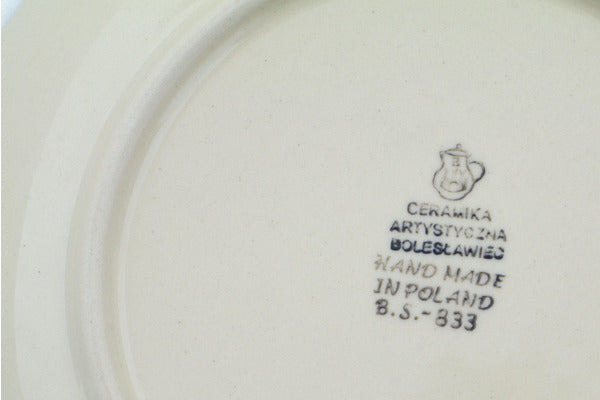 CERAMIKA
ARTYSTYCZNA
BOLESŁAWIEC
HAND MADE
IN POLAND
B.S.-833